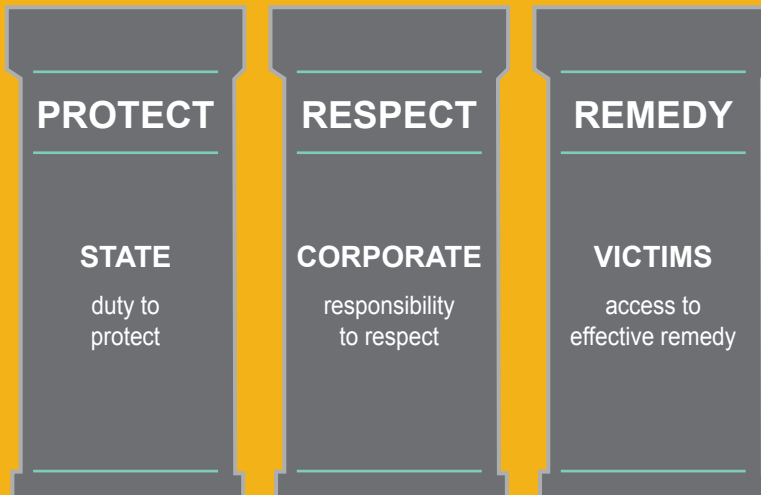 PROTECT
STATE
duty to
protect
RESPECT
CORPORATE
responsibility
to respect
REMEDY
VICTIMS
access to
effective remedy